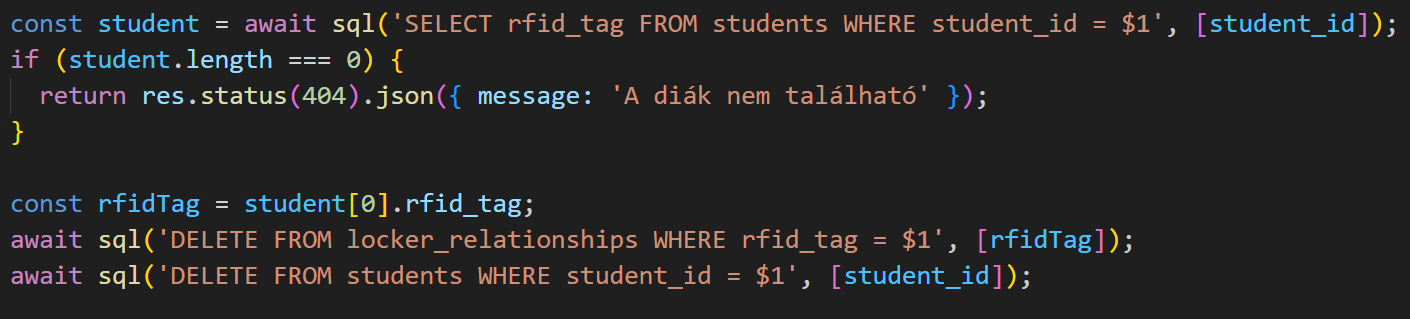 const student = await sql('SELECT rfid_tag FROM students WHERE student_id = $1', [student_id]);
if (student.length === 0) {
  return res.status(404).json({ message: 'A diák nem található' });
}

const rfidTag = student[0].rfid_tag;
await sql('DELETE FROM locker_relationships WHERE rfid_tag = $1', [rfidTag]);
await sql('DELETE FROM students WHERE student_id = $1', [student_id]);